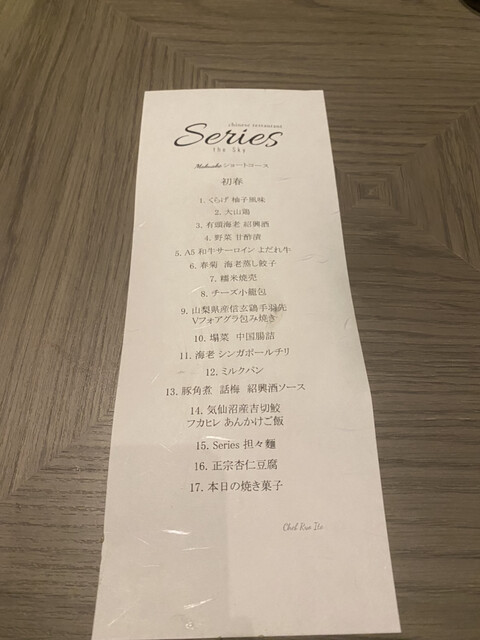 chinese restaurant
Series
the Sky
Makuake ショートコース
初春
1. くらげ 柚子風味
2. 大山鶏
3. 有頭海老 紹興酒
4. 野菜 甘酢漬
5. A5 和牛サーロイン よだれ牛
6. 春菊 海老蒸し餃子
7. 糯米焼売
8. チーズ小籠包
9. 山梨県産信玄鶏手羽先
Vフォアグラ包み焼き
10. 塌菜 中国腸詰
11. 海老 シンガポールチリ
12. ミルクパン
13. 豚角煮 話梅 紹興酒ソース
14. 気仙沼産吉切鮫
フカヒレ あんかけご飯
15. Series 担々麺
16. 正宗杏仁豆腐
17. 本日の焼き菓子
Chef